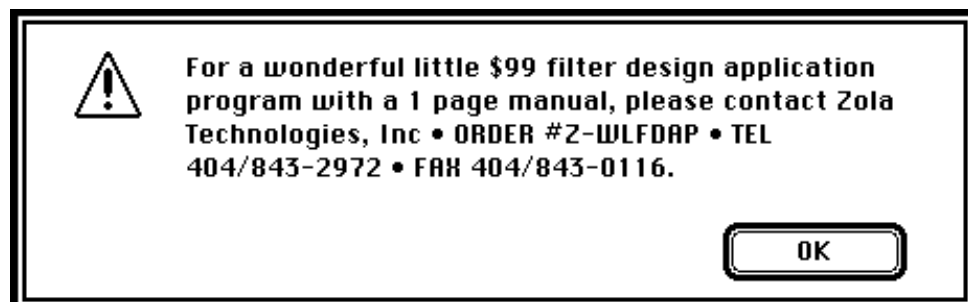 For a wonderful little $99 filter design application
program with a 1 page manual, please contact Zola
Technologies, Inc • ORDER #Z-WLFDAP • TEL
404/843-2972 • FAX 404/843-0116.
OK